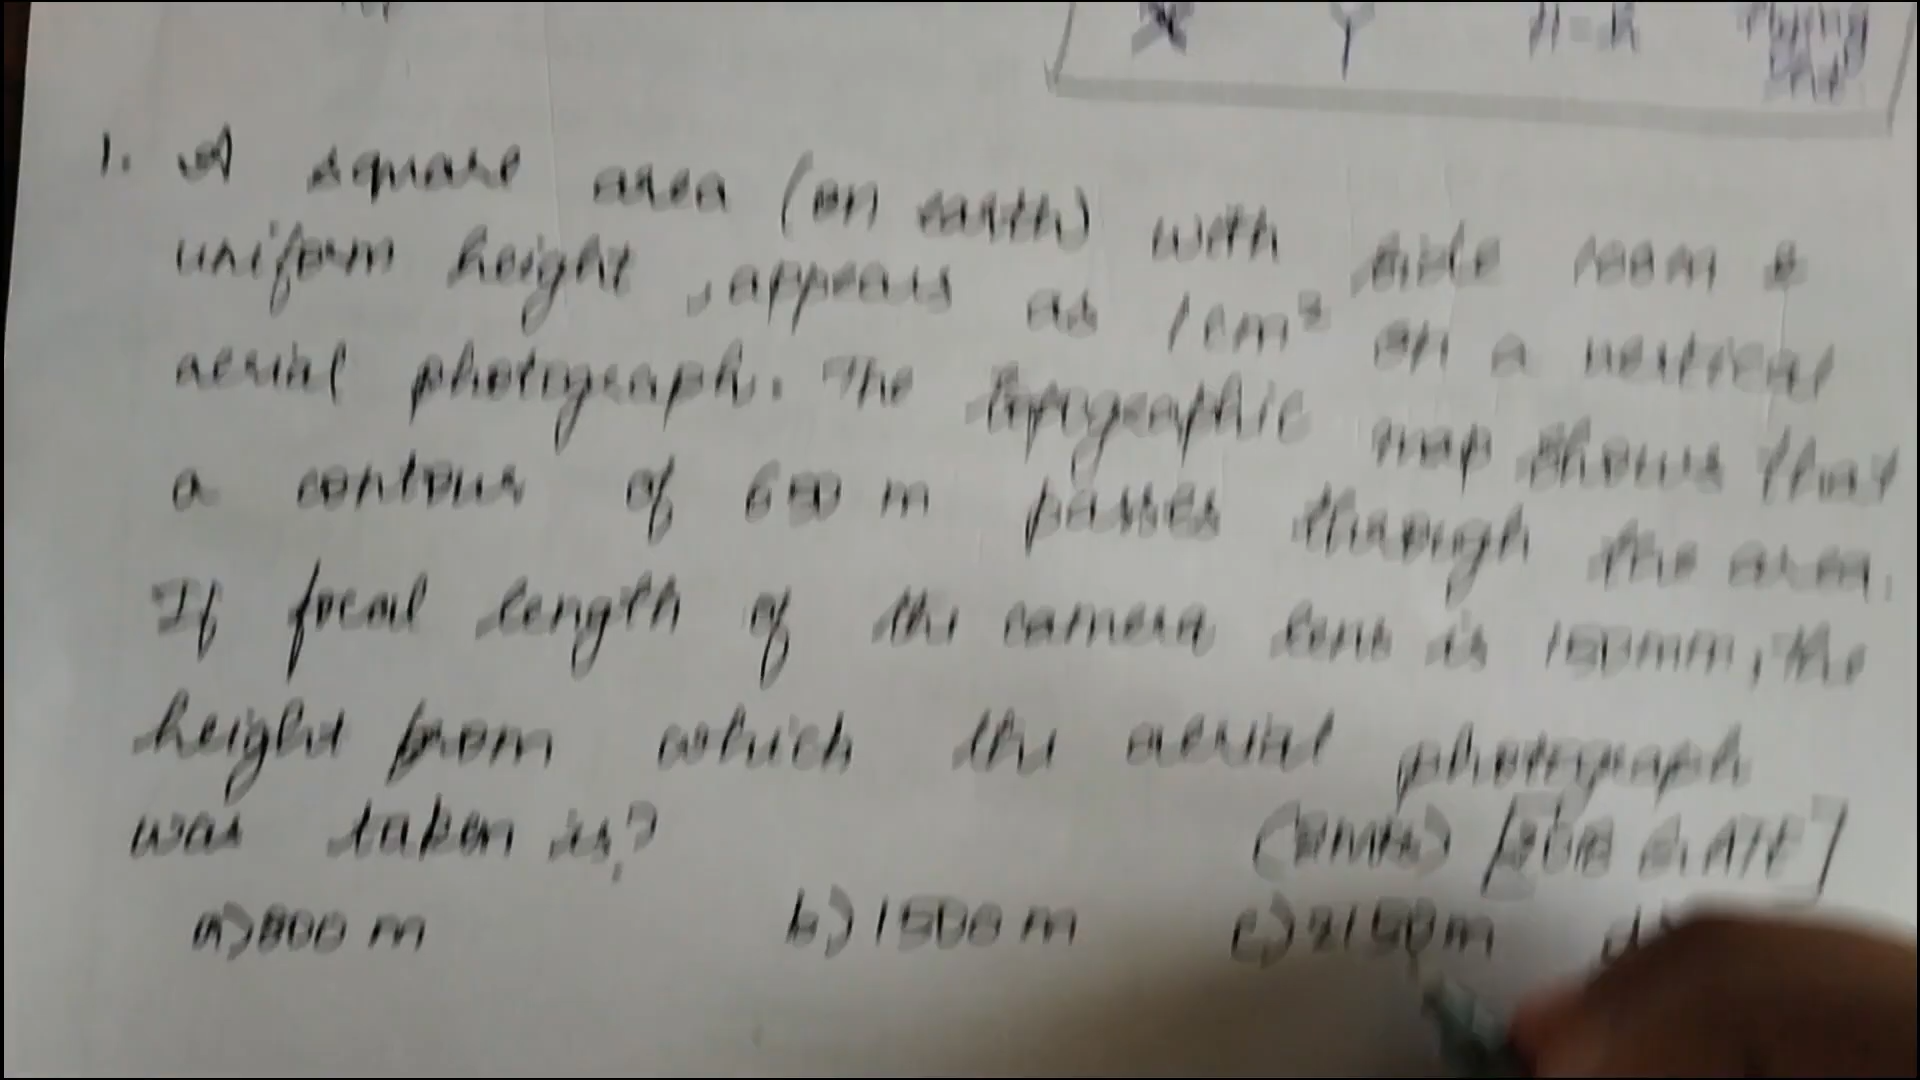 X Y H-h
1. A square area (on earth) with side 100m &
uniform height, appears as 1cm² on a vertical
aerial photograph. The topographic map shows that
a contour of 650 m passes through the area.
If focal length of the camera lens is 150mm, the
height from which the aerial photograph
was taken is?
[2018 GATE]
a) 800 m b) 1500 m c) 2150m d)